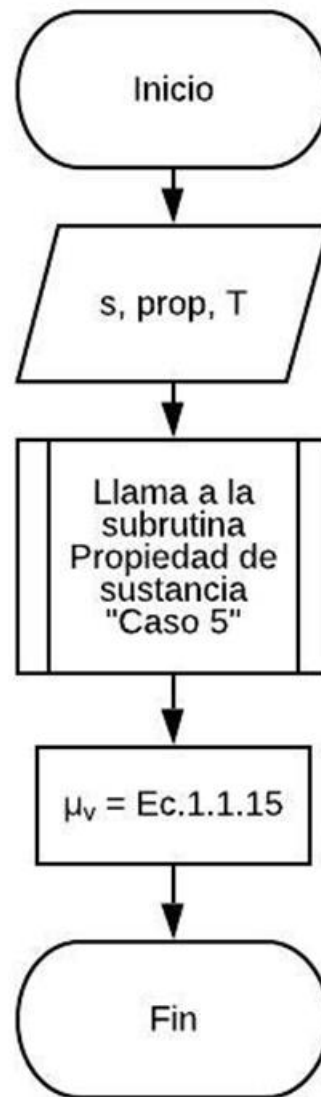 Inicio
s, prop, T
Llama a la
subrutina
Propiedad de
sustancia
"Caso 5"
μᵥ = Ec.1.1.15
Fin